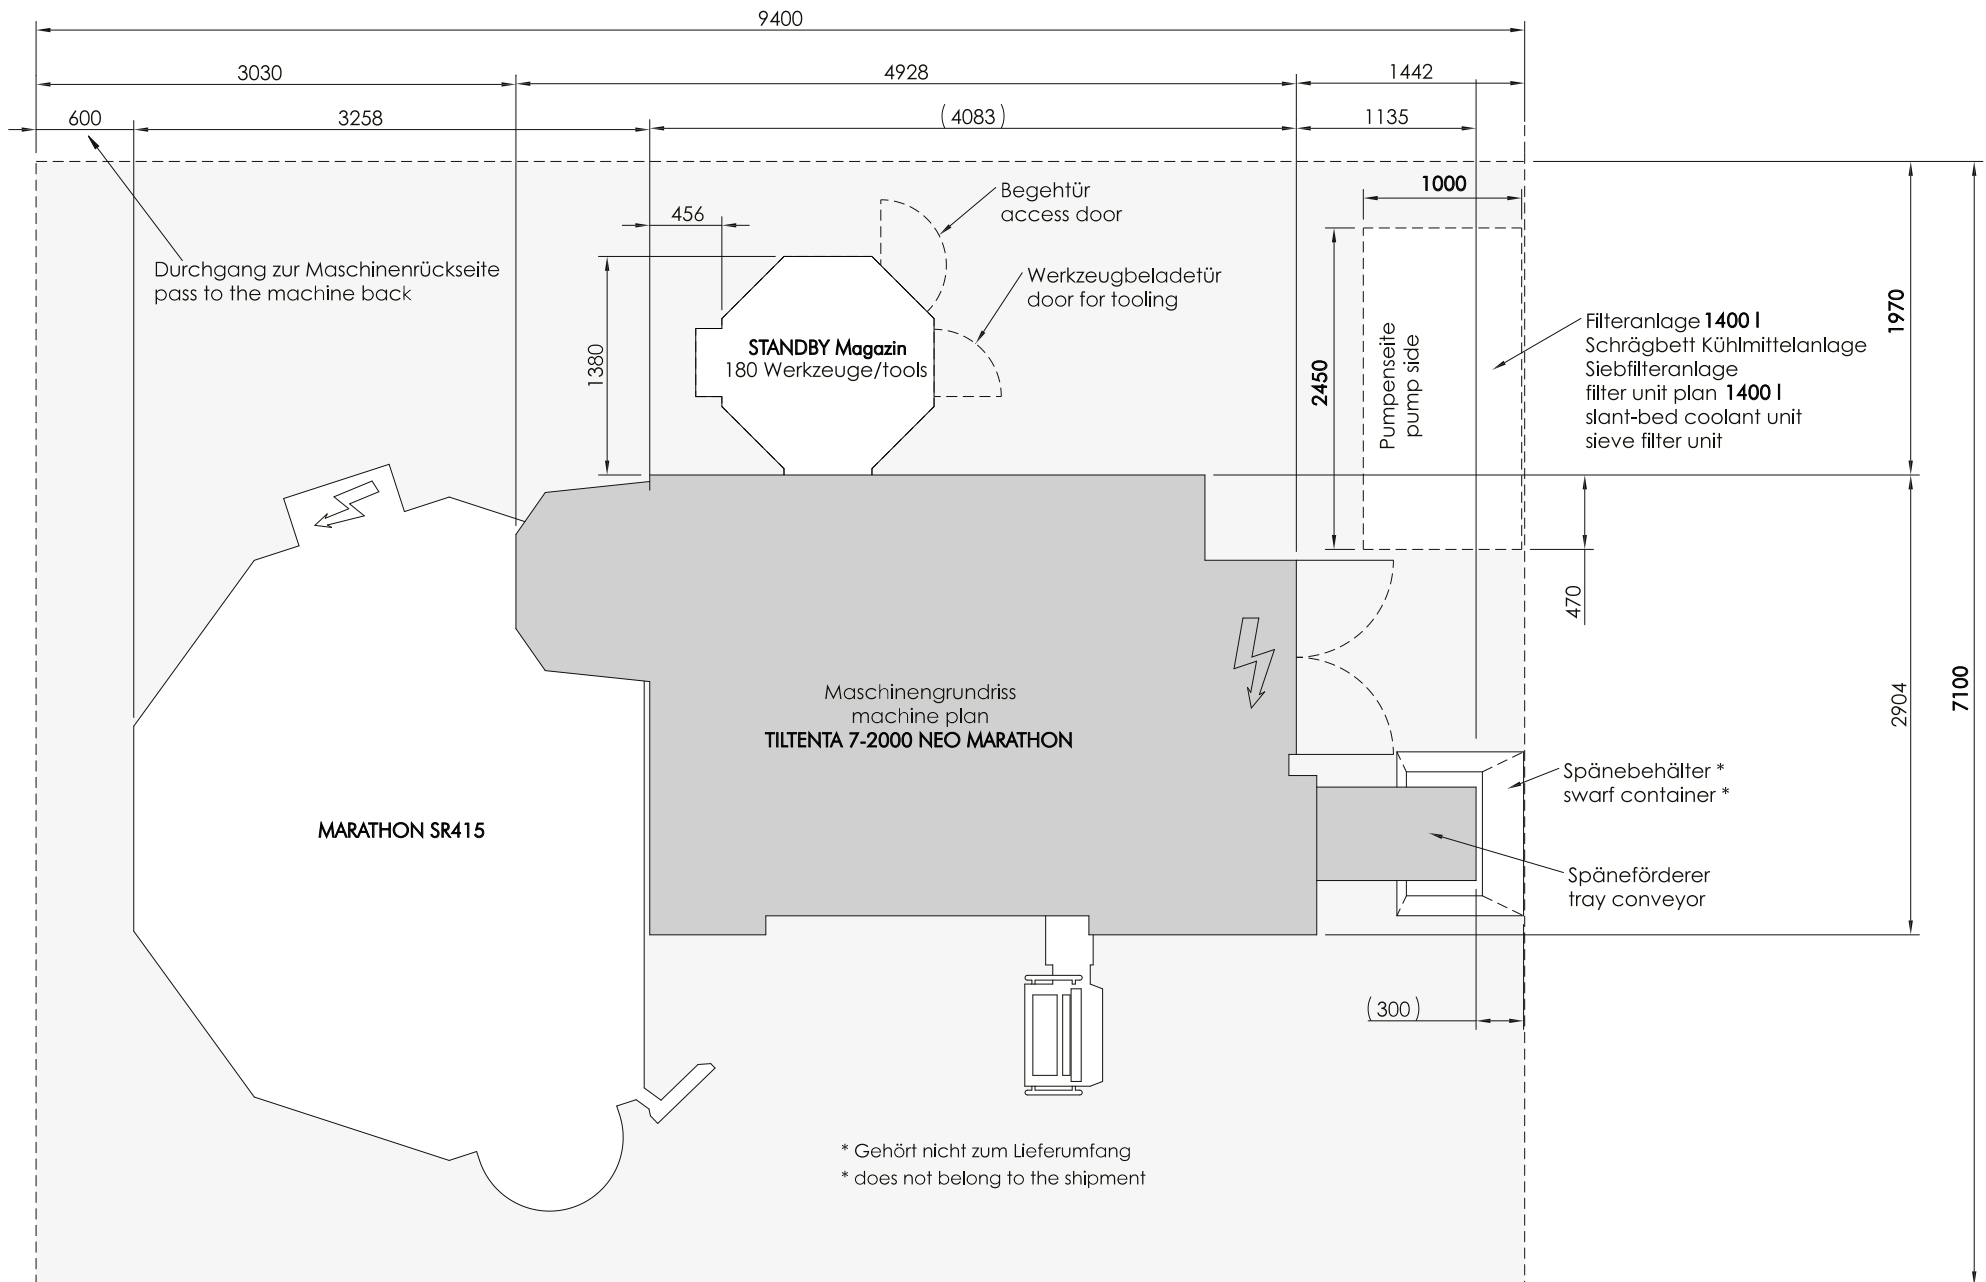 9400
3030
4928
1442
600
3258
(4083)
1135
1000
456
Begehtür
access door
Durchgang zur Maschinenrückseite
pass to the machine back
Werkzeugbeladetür
door for tooling
1380
STANDBY Magazin
180 Werkzeuge/tools
2450
Pumpenseite
pump side
Filteranlage 1400 l
Schrägbett Kühlmittelanlage
Siebfilteranlage
filter unit plan 1400 l
slant-bed coolant unit
sieve filter unit
1970
470
2904
7100
Maschinengrundriss
machine plan
TILTENTA 7-2000 NEO MARATHON
MARATHON SR415
Spänebehälter *
swarf container *
Späneförderer
tray conveyor
(300)
* Gehört nicht zum Lieferumfang
* does not belong to the shipment